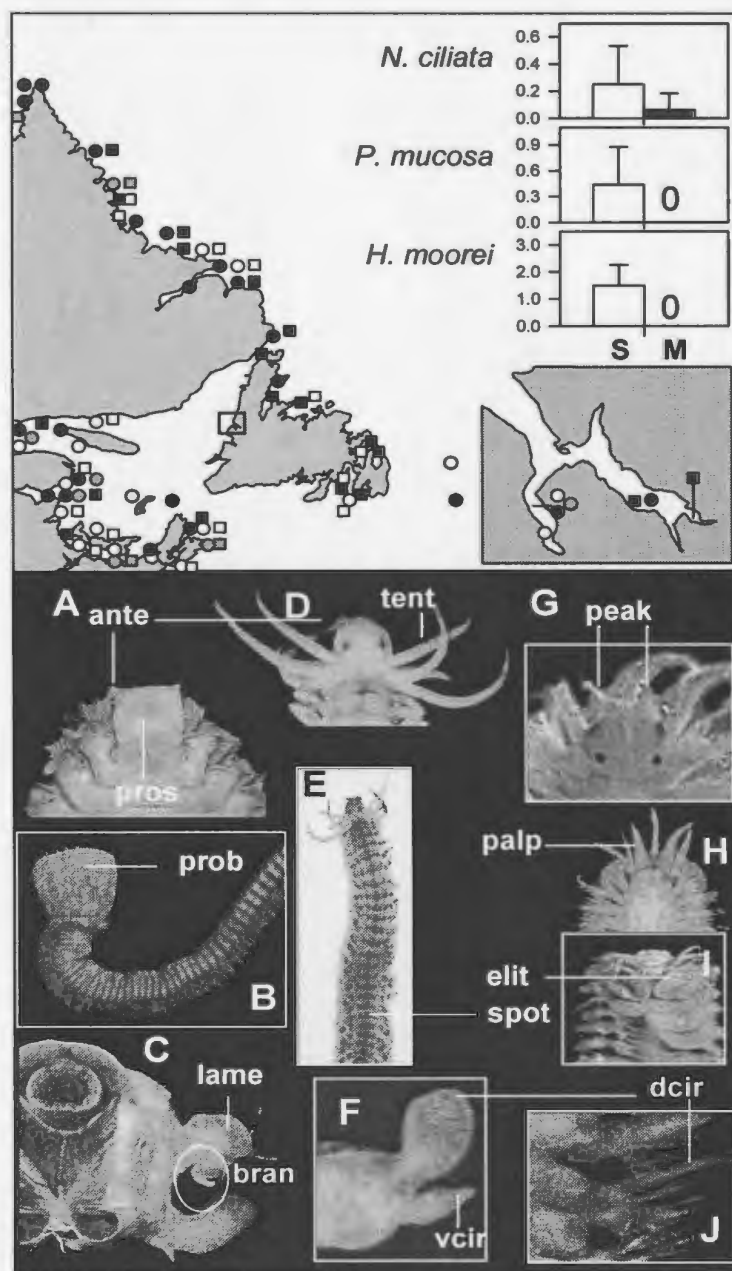 N. ciliata
0.6
0.4
0.2
0.0
P. mucosa
0.9
0.6
0.3
0.0
0
H. moorei
3.0
2.0
1.0
0.0
0
S M
A ante D tent G peak
pros
E
prob palp H
B
elit I
spot
C
lame F dcir
bran
vcir J